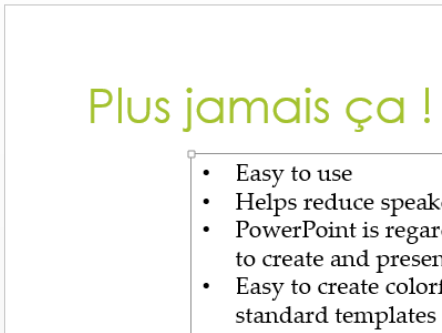 Plus jamais ça !
• Easy to use
• Helps reduce
• PowerPoint is
to create and
• Easy to create
standard templates